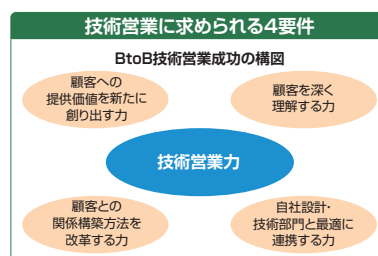 技術営業に求められる4要件
BtoB技術営業成功の構図
顧客への
提供価値を新たに
創り出す力
顧客を深く
理解する力
技術営業力
顧客との
関係構築方法を
改革する力
自社設計・
技術部門と最適に
連携する力